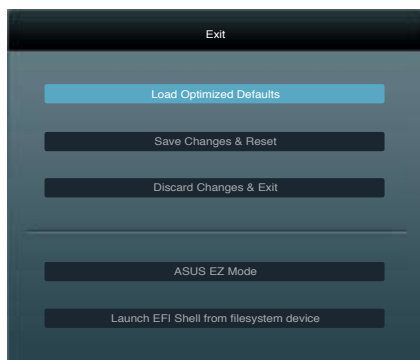 Exit
Load Optimized Defaults
Save Changes & Reset
Discard Changes & Exit
ASUS EZ Mode
Launch EFI Shell from filesystem device